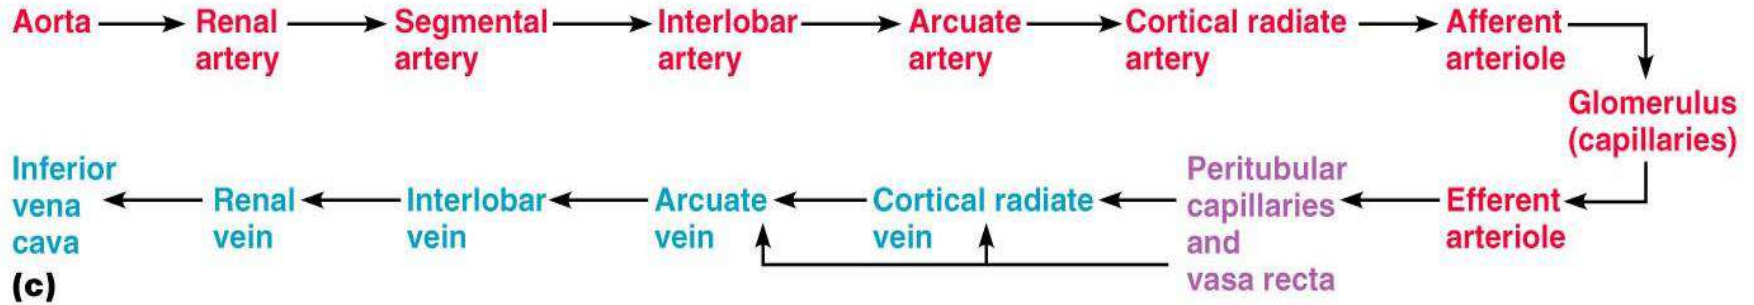 Aorta Renal Segmental Interlobar Arcuate Cortical radiate Afferent
artery artery artery artery artery arteriole
Glomerulus
(capillaries)
Inferior
vena
cava
Renal
vein
Interlobar
vein
Arcuate
vein
Cortical radiate
vein
Peritubular
capillaries
and
vasa recta
Efferent
arteriole
(c)